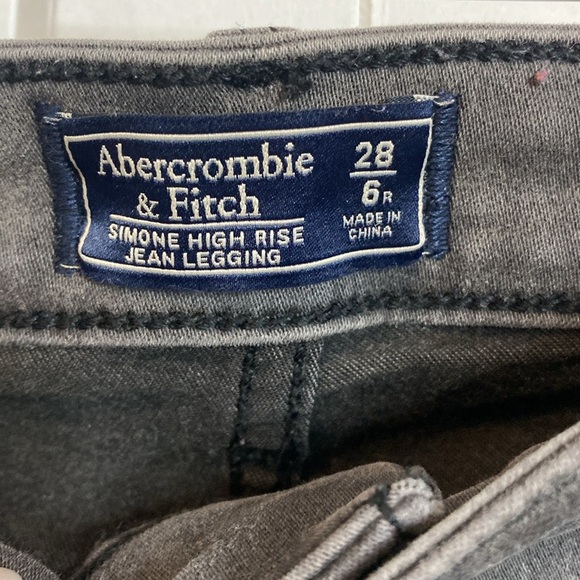 Abercrombie
& Fitch
SIMONE HIGH RISE
JEAN LEGGING
28
6R
MADE IN
CHINA